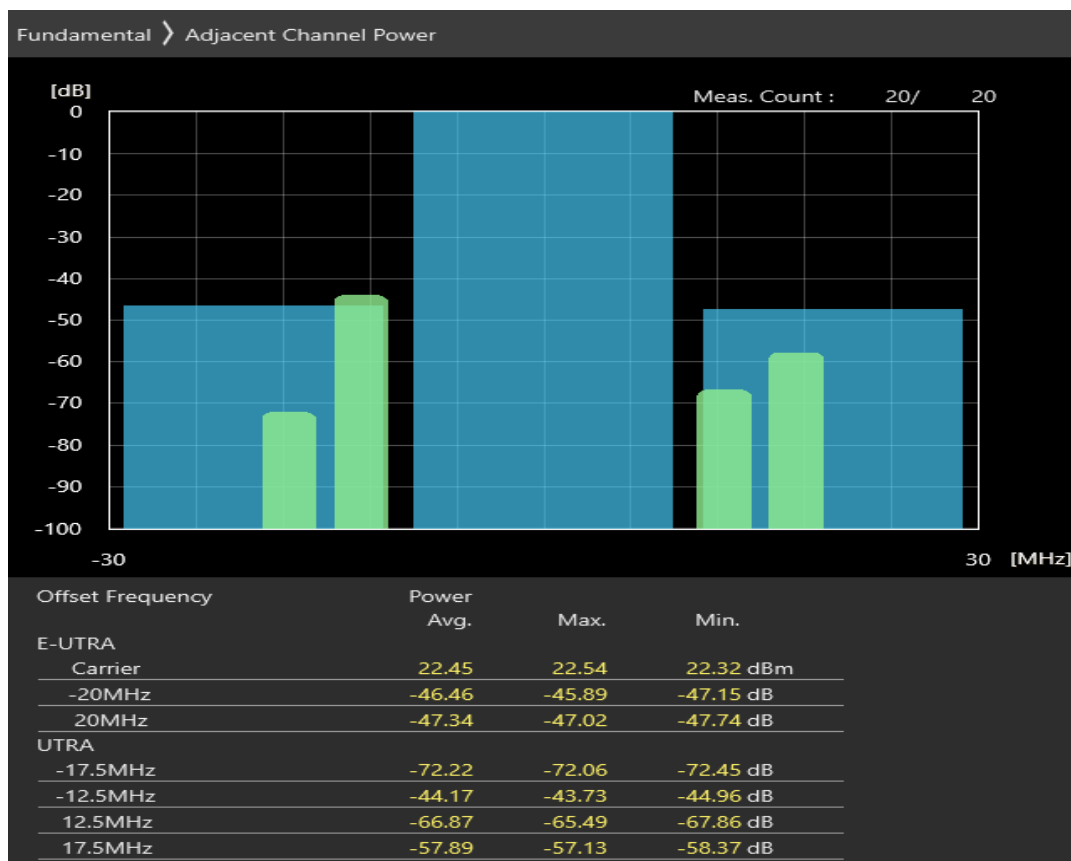 Fundamental 〉 Adjacent Channel Power
[dB]
Meas. Count : 20/ 20
0
-10
-20
-30
-40
-50
-60
-70
-80
-90
-100
-30 30 [MHz]
Offset Frequency Power
Avg. Max. Min.
E-UTRA
Carrier 22.45 22.54 22.32 dBm
-20MHz -46.46 -45.89 -47.15 dB
20MHz -47.34 -47.02 -47.74 dB
UTRA
-17.5MHz -72.22 -72.06 -72.45 dB
-12.5MHz -44.17 -43.73 -44.96 dB
12.5MHz -66.87 -65.49 -67.86 dB
17.5MHz -57.89 -57.13 -58.37 dB